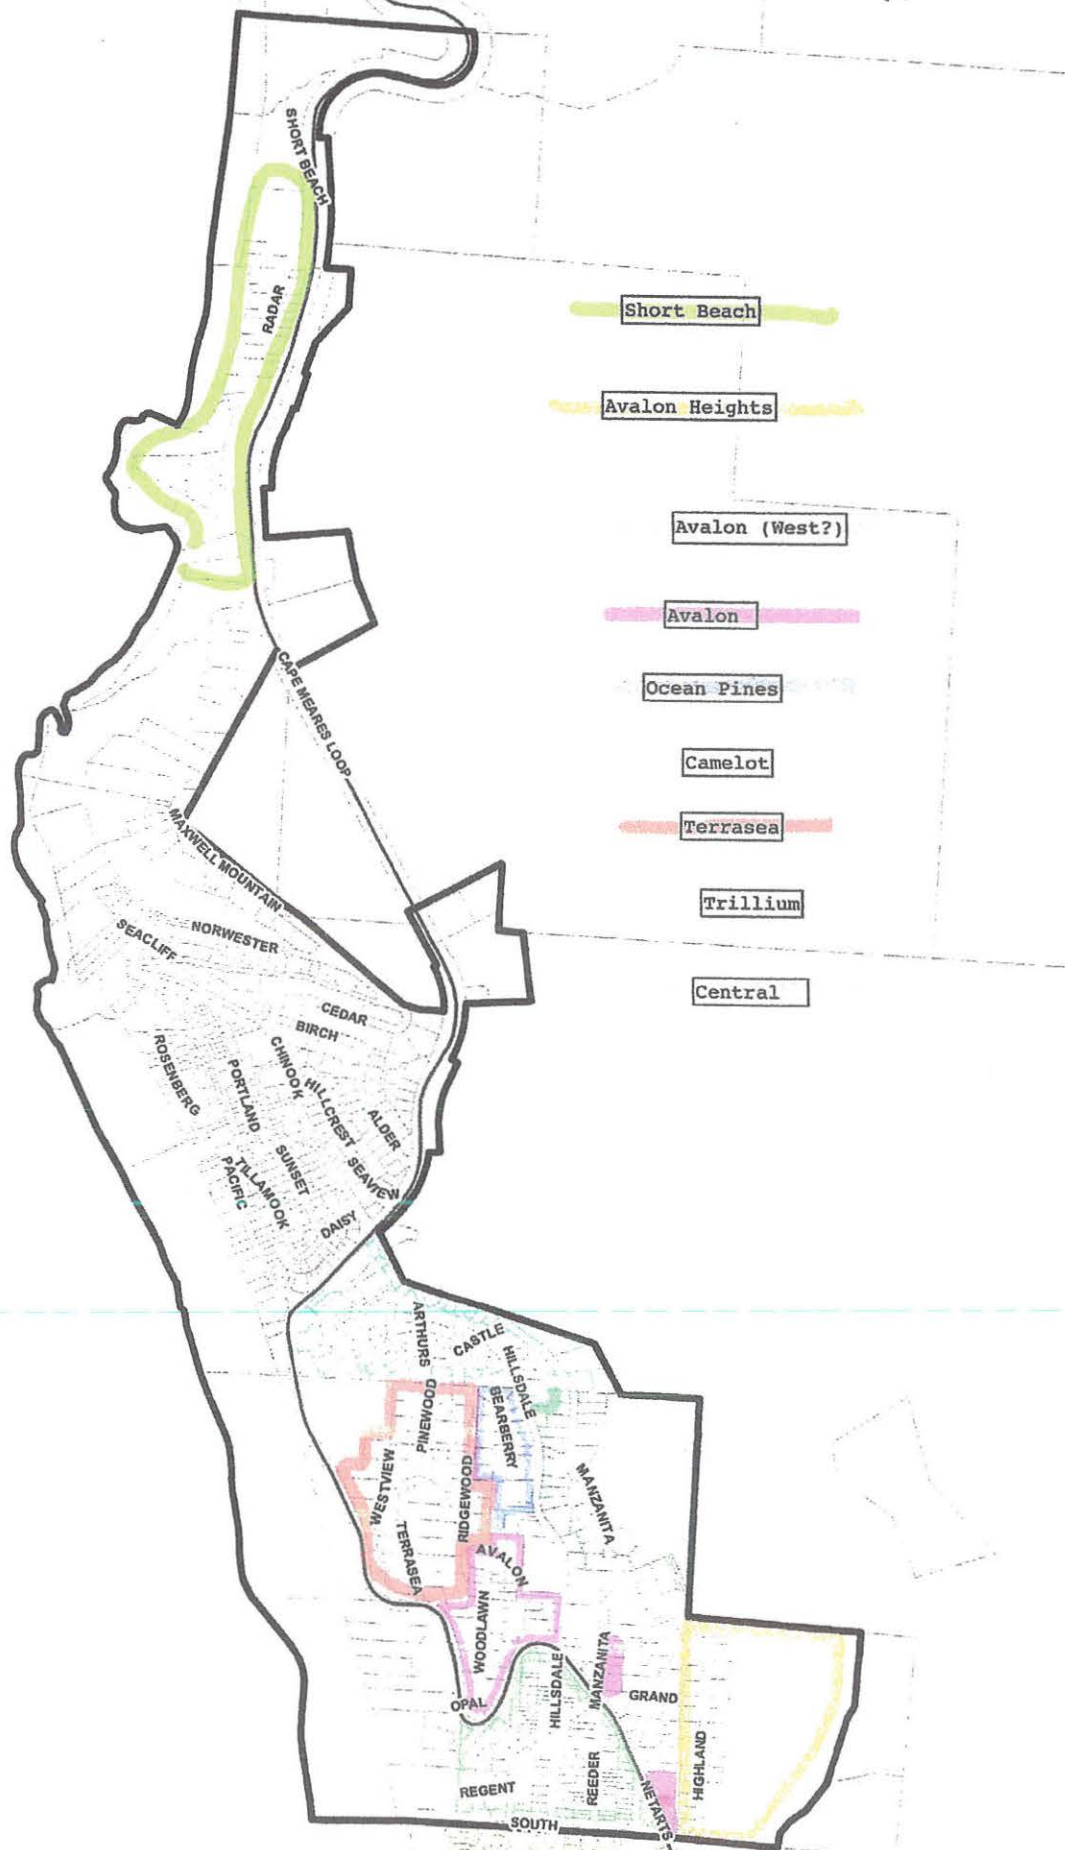 SHORT BEACH
RADAR
Short Beach
Avalon Heights
Avalon (West?)
Avalon
Ocean Pines
Camelot
Terrasea
Trillium
Central
CAPE MEARES LOOP
MAXWELL MOUNTAIN
SEACLIFF
NORWESTER
CEDAR
BIRCH
ROSENBERG
PORTLAND
CHINOOK
HILLCREST
ALDER
SUNSET
SEAVIEW
TILLAMOOK
PACIFIC
DAISY
ARTHURS
CASTLE
HILLSDALE
PINEWOOD
BEARBERRY
WESTVIEW
RIDGEWOOD
MANZANITA
TERRASEA
AVALON
WOODLAWN
OPAL
HILLSDALE
MANZANITA
GRAND
REGENT
REEDER
HIGHLAND
NETARTS
SOUTH